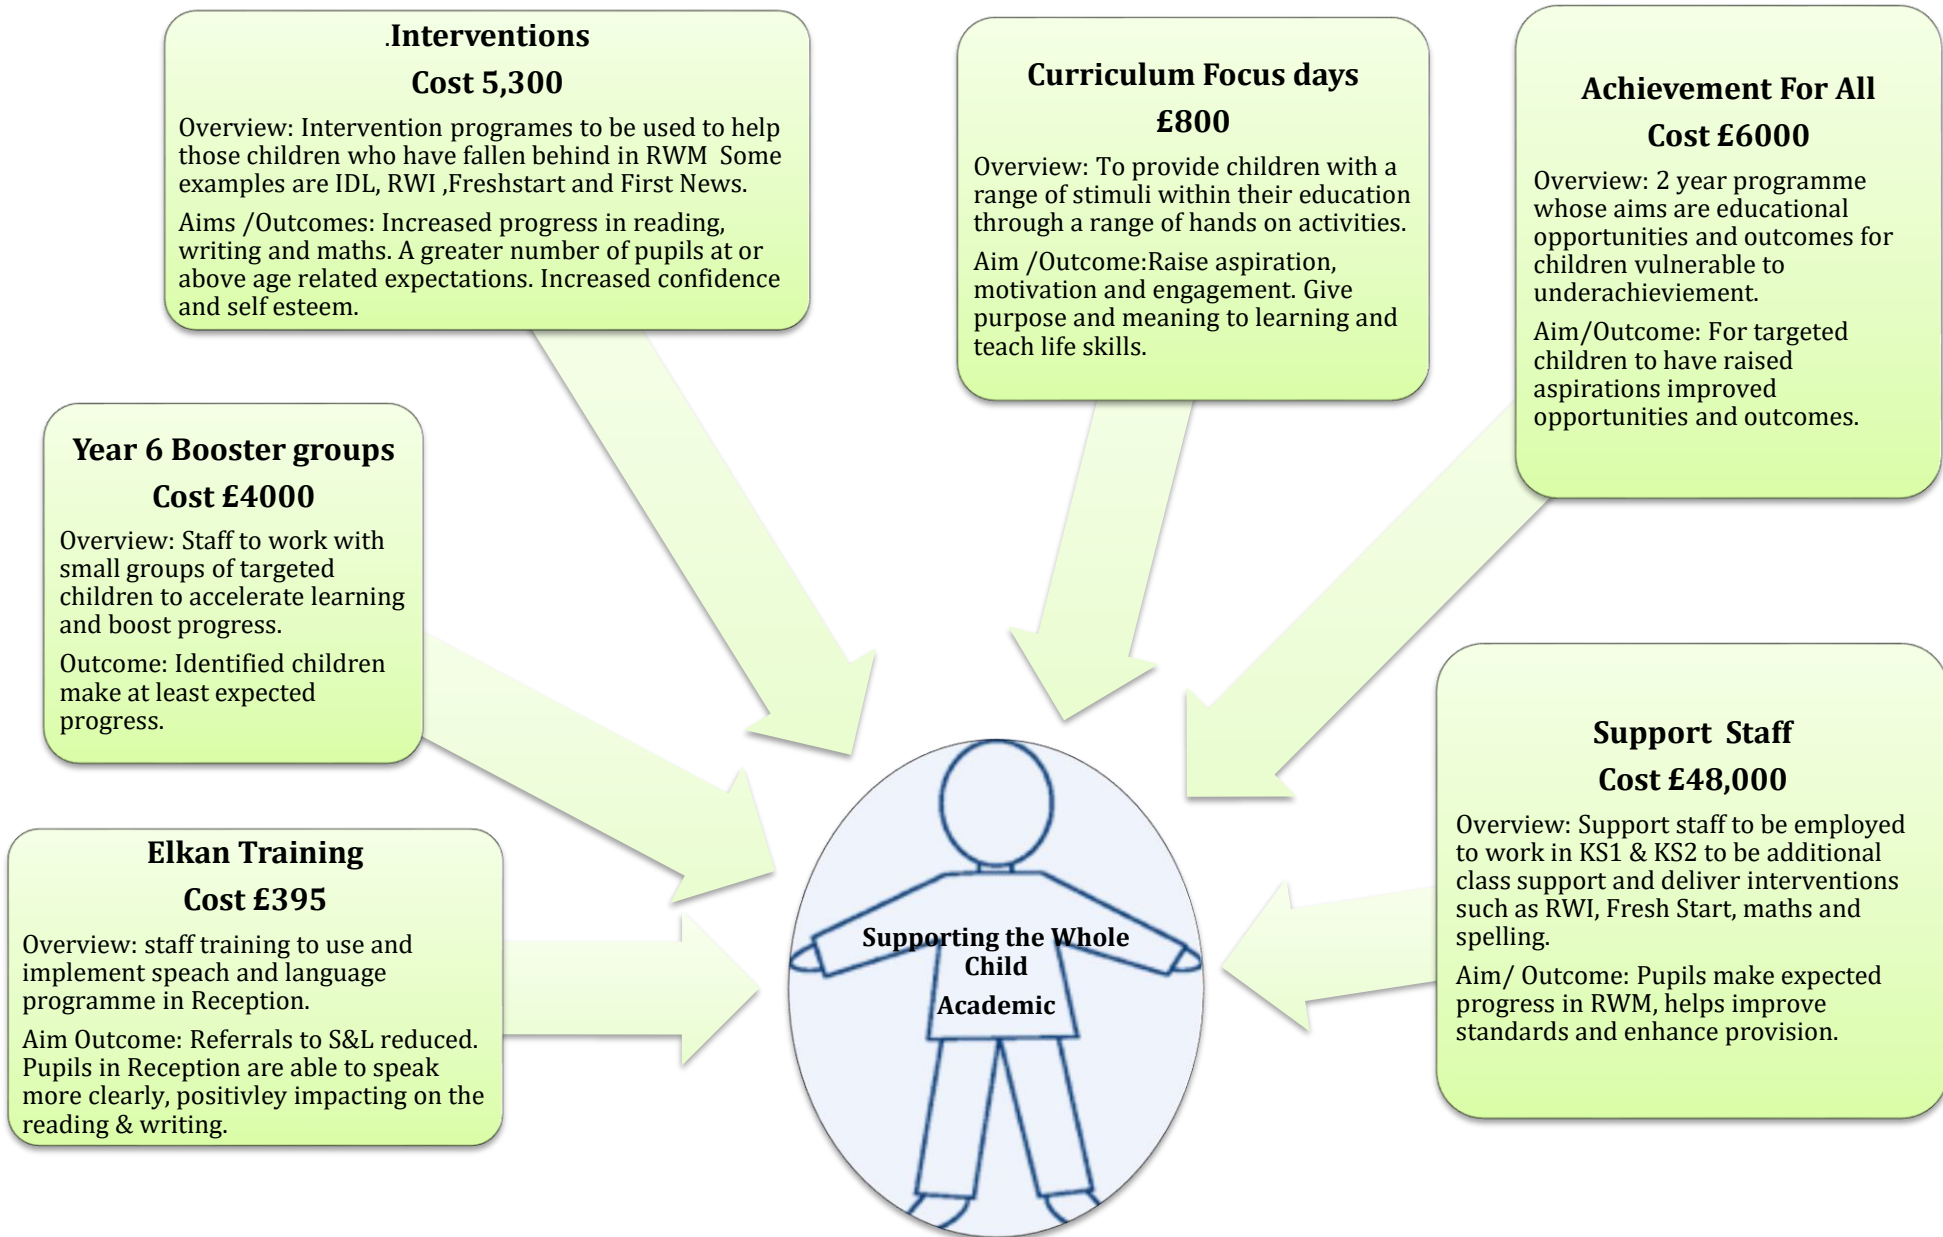 .Interventions
Cost 5,300
Overview: Intervention programes to be used to help
those children who have fallen behind in RWM  Some
examples are IDL, RWI ,Freshstart and First News.
Aims /Outcomes: Increased progress in reading,
writing and maths. A greater number of pupils at or
above age related expectations. Increased confidence
and self esteem.
Curriculum Focus days
£800
Overview: To provide children with a
range of stimuli within their education
through a range of hands on activities.
Aim /Outcome:Raise aspiration,
motivation and engagement. Give
purpose and meaning to learning and
teach life skills.
Achievement For All
Cost £6000
Overview: 2 year programme
whose aims are educational
opportunities and outcomes for
children vulnerable to
underachieviement.
Aim/Outcome: For targeted
children to have raised
aspirations improved
opportunities and outcomes.
Year 6 Booster groups
Cost £4000
Overview: Staff to work with
small groups of targeted
children to accelerate learning
and boost progress.
Outcome: Identified children
make at least expected
progress.
Support  Staff
Cost £48,000
Overview: Support staff to be employed
to work in KS1 & KS2 to be additional
class support and deliver interventions
such as RWI, Fresh Start, maths and
spelling.
Aim/ Outcome: Pupils make expected
progress in RWM, helps improve
standards and enhance provision.
Elkan Training
Cost £395
Overview: staff training to use and
implement speach and language
programme in Reception.
Aim Outcome: Referrals to S&L reduced.
Pupils in Reception are able to speak
more clearly, positivley impacting on the
reading & writing.
Supporting the Whole
Child
Academic